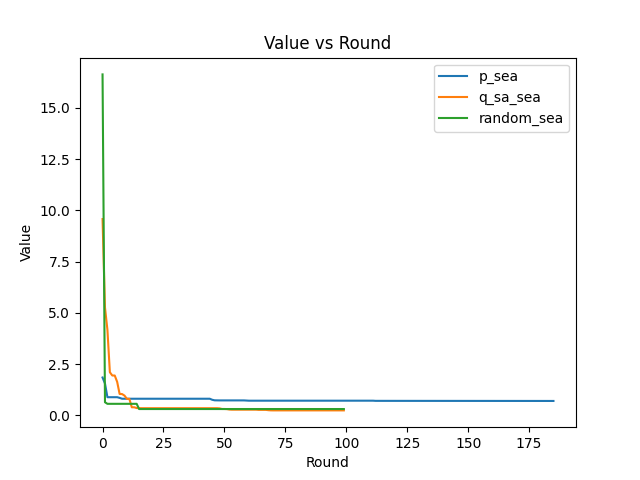 Value vs Round
p_sea
q_sa_sea
random_sea
15.0
12.5
10.0
7.5
5.0
2.5
0.0
Value
0 25 50 75 100 125 150 175
Round